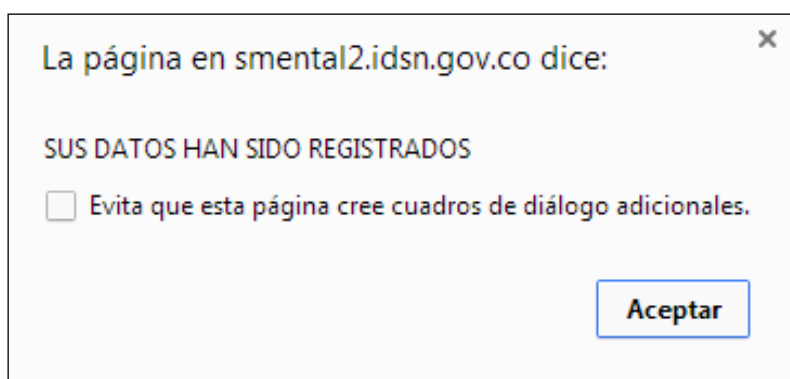 La página en smental2.idsn.gov.co dice:
SUS DATOS HAN SIDO REGISTRADOS
Evita que esta página cree cuadros de diálogo adicionales.
Aceptar